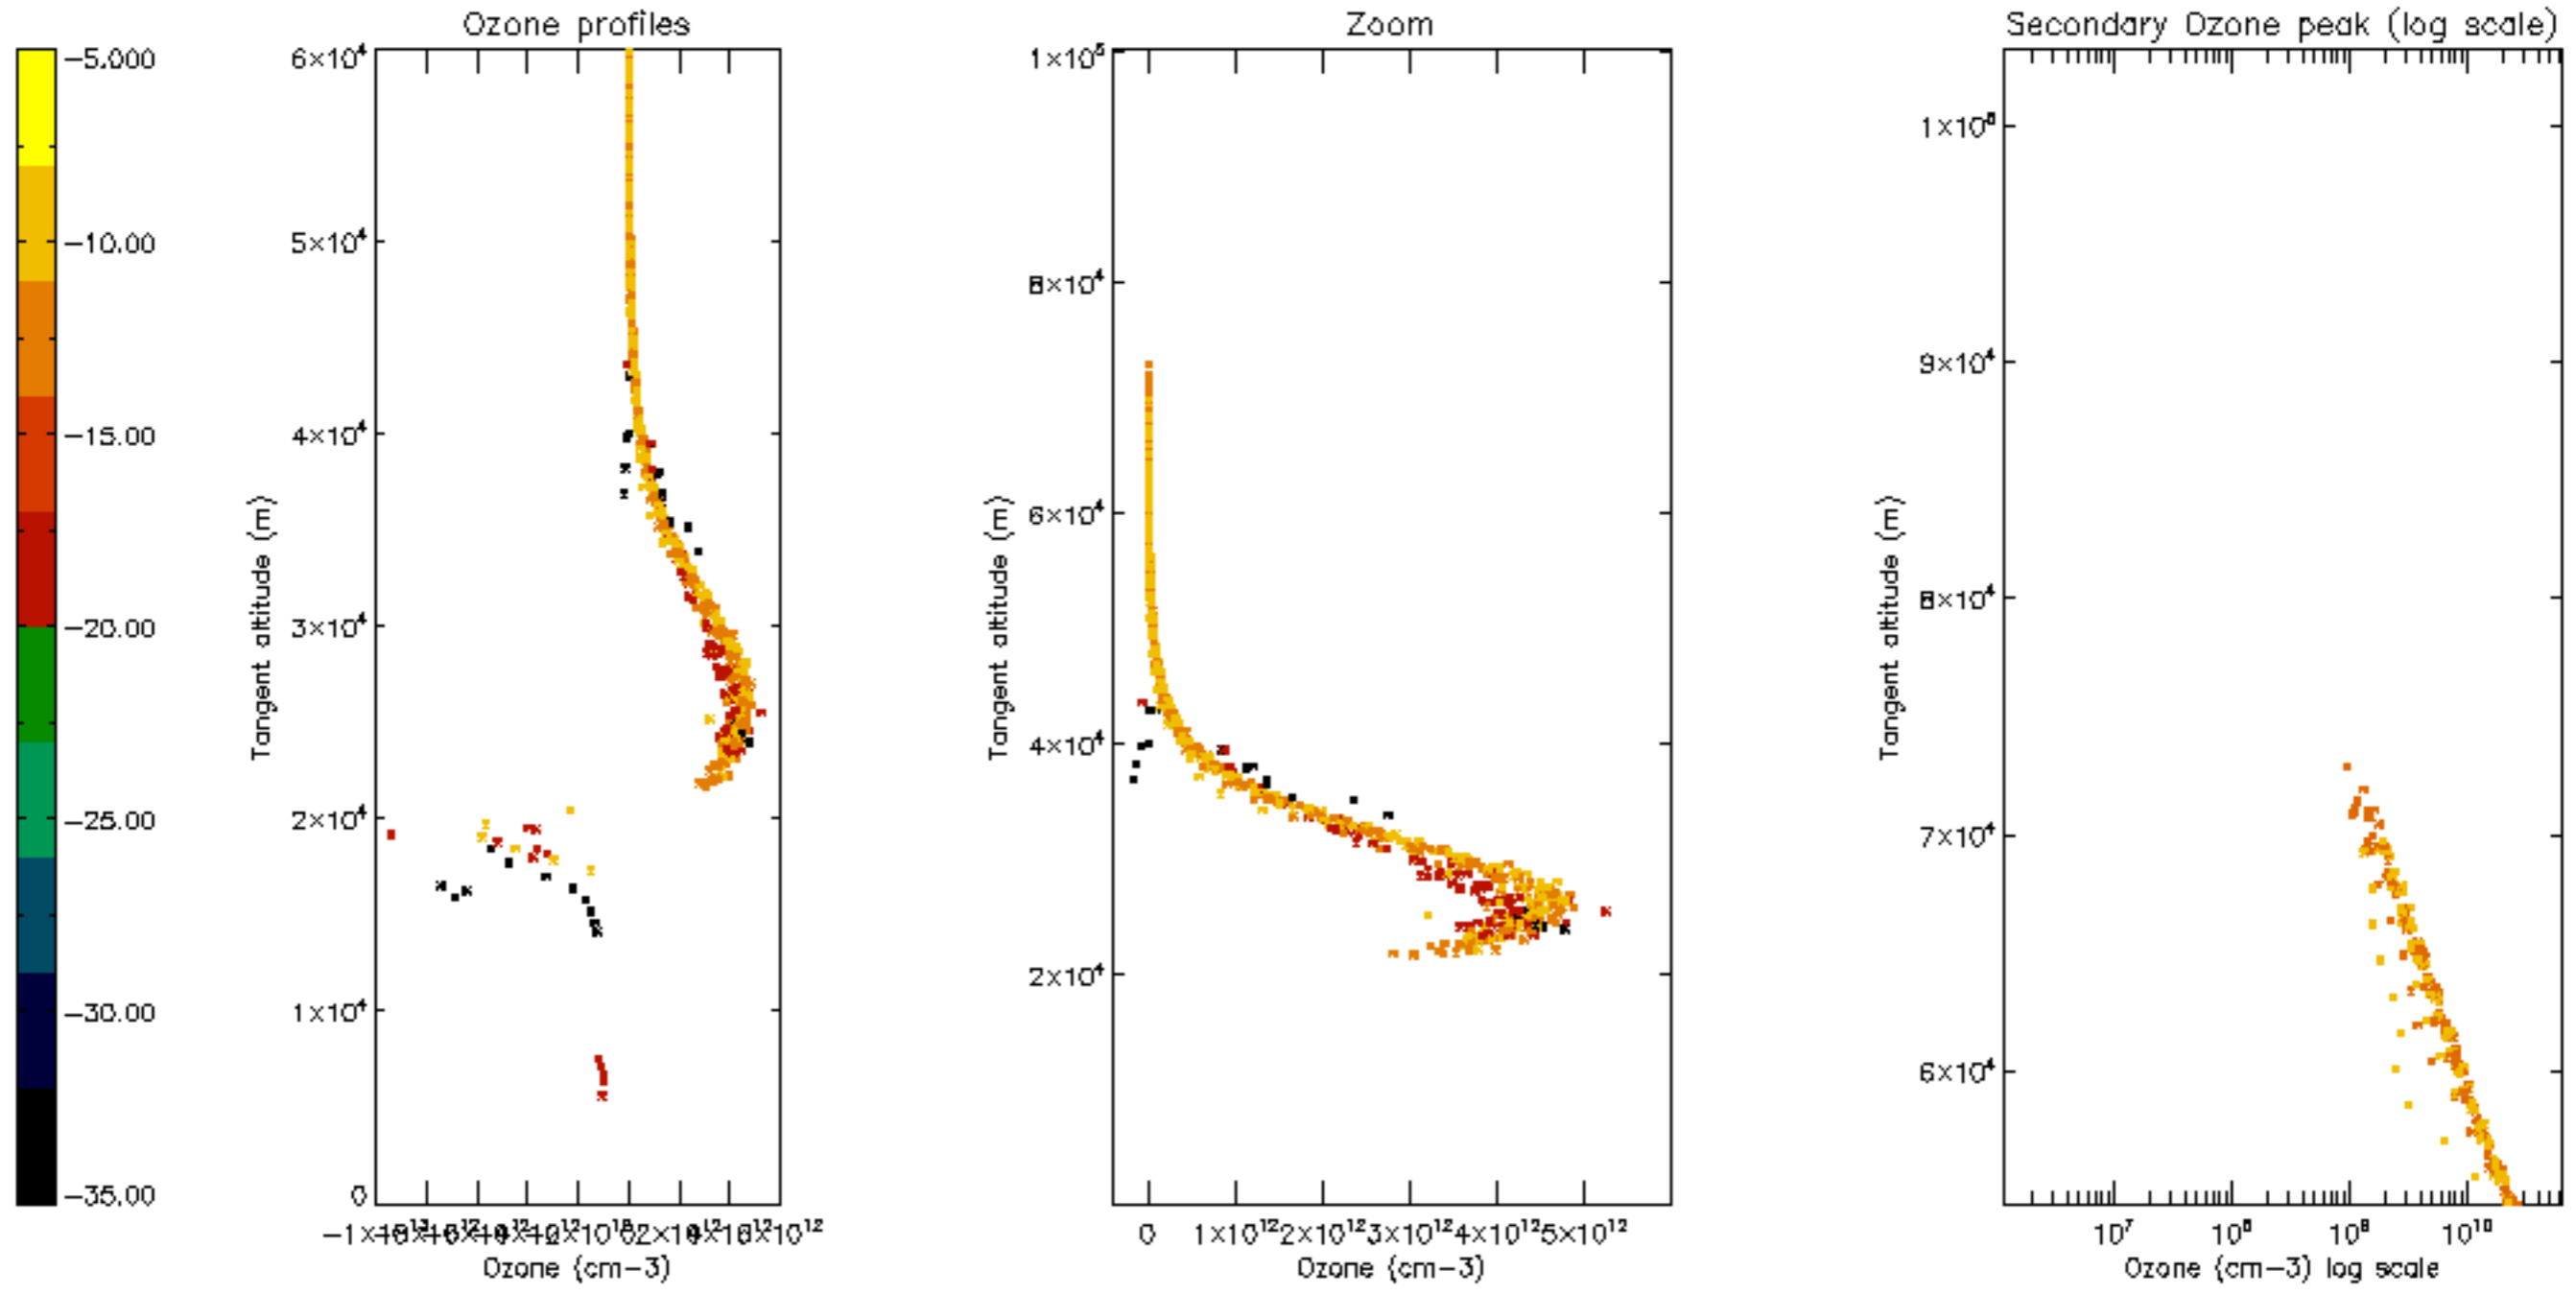 Ozone profiles
Zoom
Secondary Ozone peak (log scale)
−5.000
−10.00
−15.00
−20.00
−25.00
−30.00
−35.00
6×10⁴
5×10⁴
4×10⁴
3×10⁴
2×10⁴
1×10⁴
0
Tangent altitude (m)
Ozone (cm−3)
1×10⁵
8×10⁴
6×10⁴
4×10⁴
2×10⁴
Tangent altitude (m)
0 1×10¹² 2×10¹² 3×10¹² 4×10¹² 5×10¹²
Ozone (cm−3)
1×10⁵
9×10⁴
8×10⁴
7×10⁴
6×10⁴
Tangent altitude (m)
10⁷ 10⁸ 10⁹ 10¹⁰
Ozone (cm−3) log scale